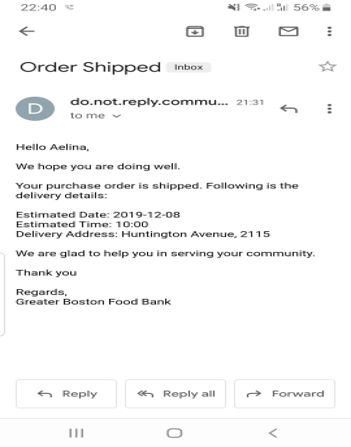 22:40
56%
Order Shipped
Inbox
D
do.not.reply.commu... 21:31
to me
Hello Aelina,
We hope you are doing well.
Your purchase order is shipped. Following is the
delivery details:
Estimated Date: 2019-12-08
Estimated Time: 10:00
Delivery Address: Huntington Avenue, 2115
We are glad to help you in serving your community.
Thank you
Regards,
Greater Boston Food Bank
Reply
Reply all
Forward